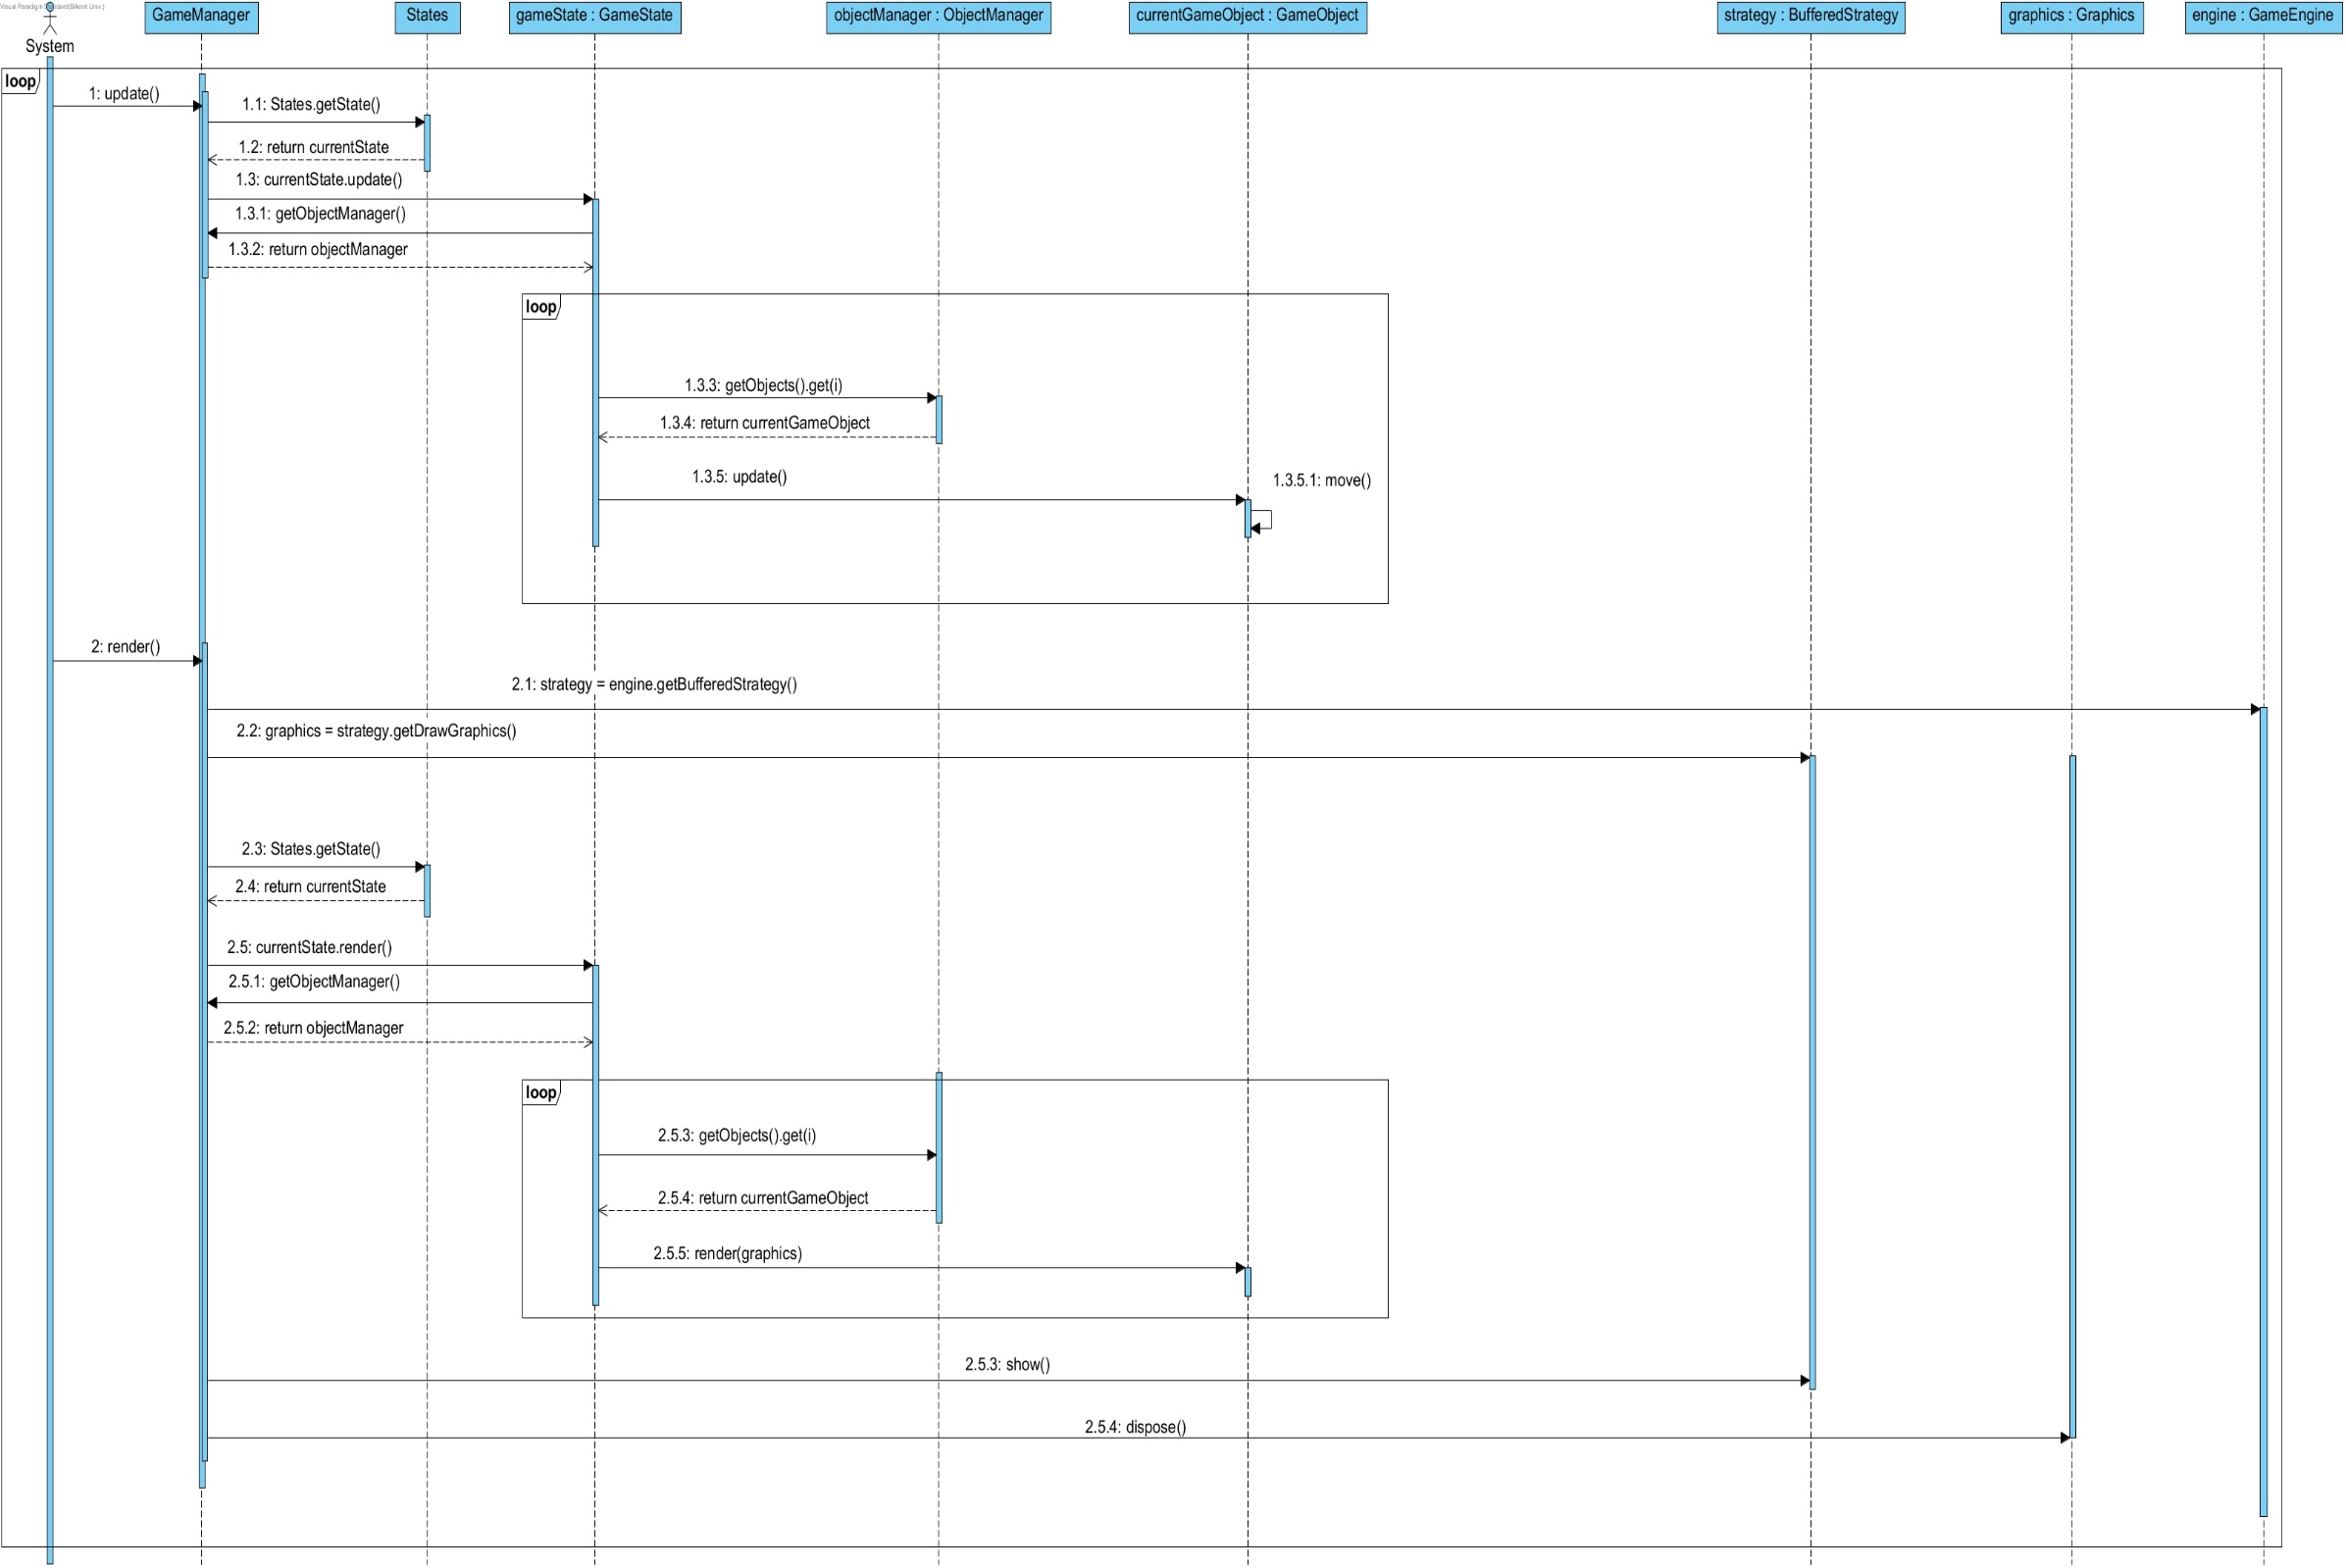 Visual Paradigm Standard(Bilkent Univ.)
System
GameManager
States
gameState : GameState
objectManager : ObjectManager
currentGameObject : GameObject
strategy : BufferedStrategy
graphics : Graphics
engine : GameEngine
loop
1: update()
1.1: States.getState()
1.2: return currentState
1.3: currentState.update()
1.3.1: getObjectManager()
1.3.2: return objectManager
loop
1.3.3: getObjects().get(i)
1.3.4: return currentGameObject
1.3.5: update()
1.3.5.1: move()
2: render()
2.1: strategy = engine.getBufferedStrategy()
2.2: graphics = strategy.getDrawGraphics()
2.3: States.getState()
2.4: return currentState
2.5: currentState.render()
2.5.1: getObjectManager()
2.5.2: return objectManager
loop
2.5.3: getObjects().get(i)
2.5.4: return currentGameObject
2.5.5: render(graphics)
2.5.3: show()
2.5.4: dispose()